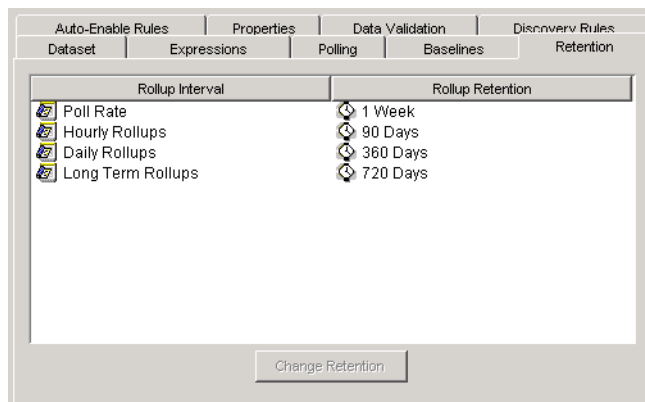 Auto-Enable Rules Properties Data Validation Discovery Rules
Dataset Expressions Polling Baselines Retention
Rollup Interval Rollup Retention
Poll Rate 1 Week
Hourly Rollups 90 Days
Daily Rollups 360 Days
Long Term Rollups 720 Days
Change Retention